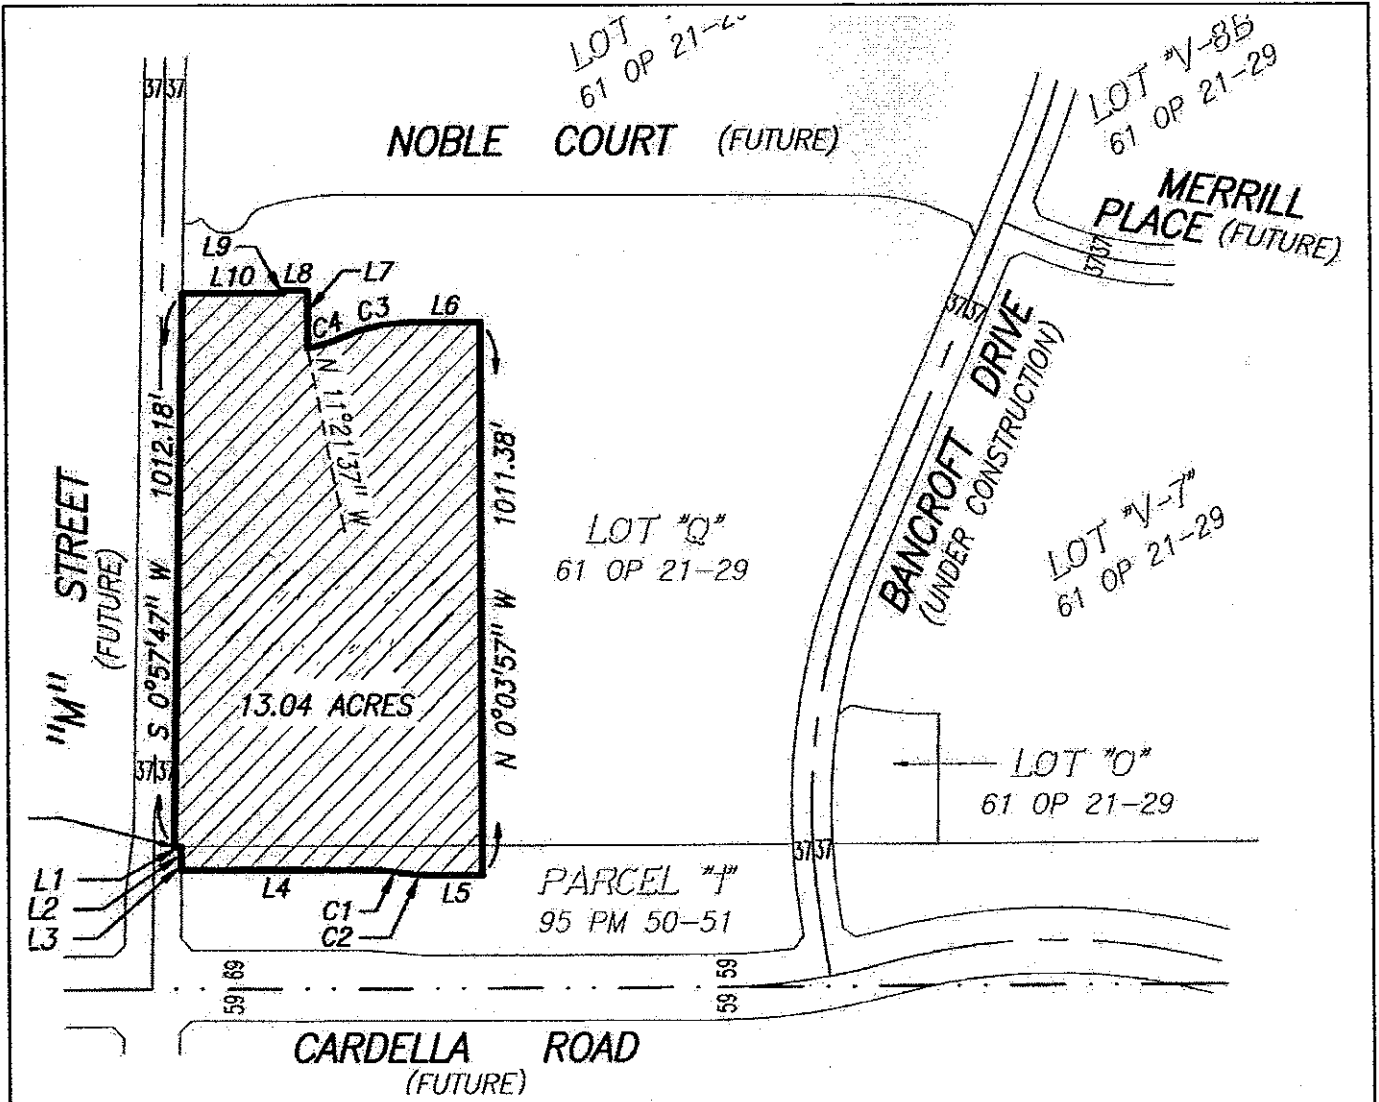 LOT
61 OP 21-2
LOT "V-8B
61 OP 21-29
37 37
NOBLE COURT (FUTURE)
MERRILL
PLACE (FUTURE)
37 37
L9
L10
L8
L7
C4
C3
L6
37 37
N 11°21'37" W
S 0°57'47" W 1012.18'
N 0°03'57" W 1011.38'
"M" STREET
(FUTURE)
BANCROFT DRIVE
(UNDER CONSTRUCTION)
LOT "Q"
61 OP 21-29
LOT "V-7"
61 OP 21-29
13.04 ACRES
37 37
LOT "O"
61 OP 21-29
37 37
L1
L2
L3
L4
C1
C2
L5
PARCEL "1"
95 PM 50-51
59 69
59 59
CARDELLA ROAD
(FUTURE)